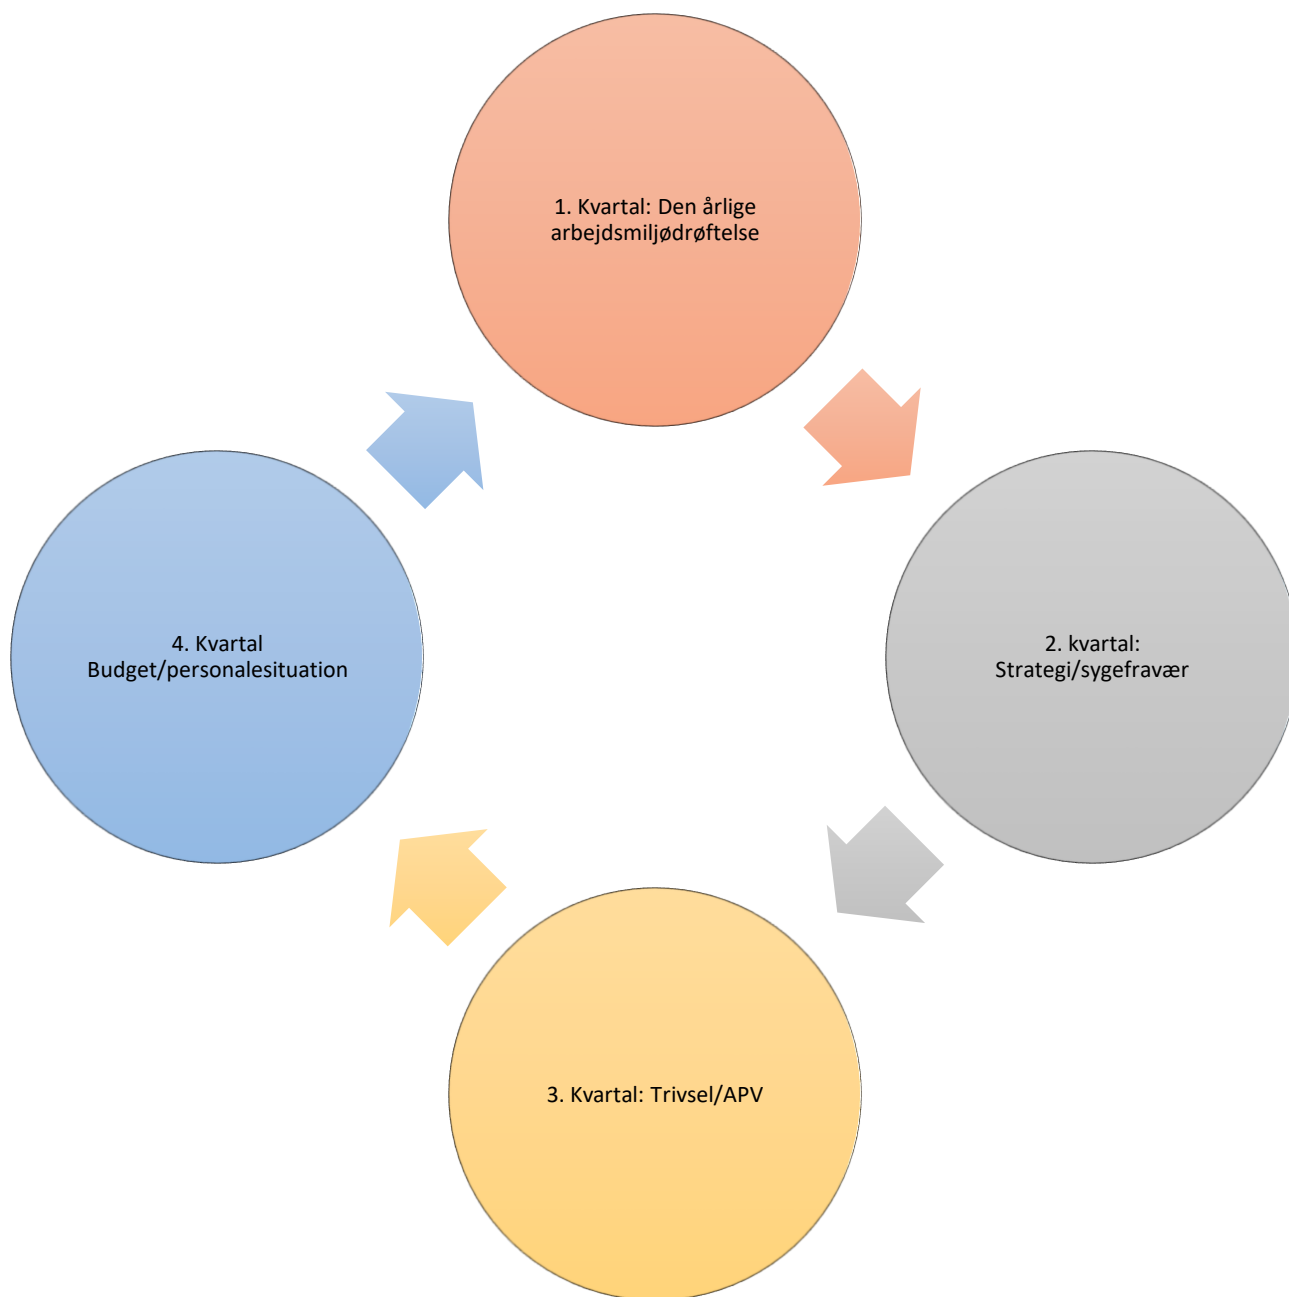 1. Kvartal: Den årlige
arbejdsmiljødrøftelse
2. kvartal:
Strategi/sygefravær
3. Kvartal: Trivsel/APV
4. Kvartal
Budget/personalesituation